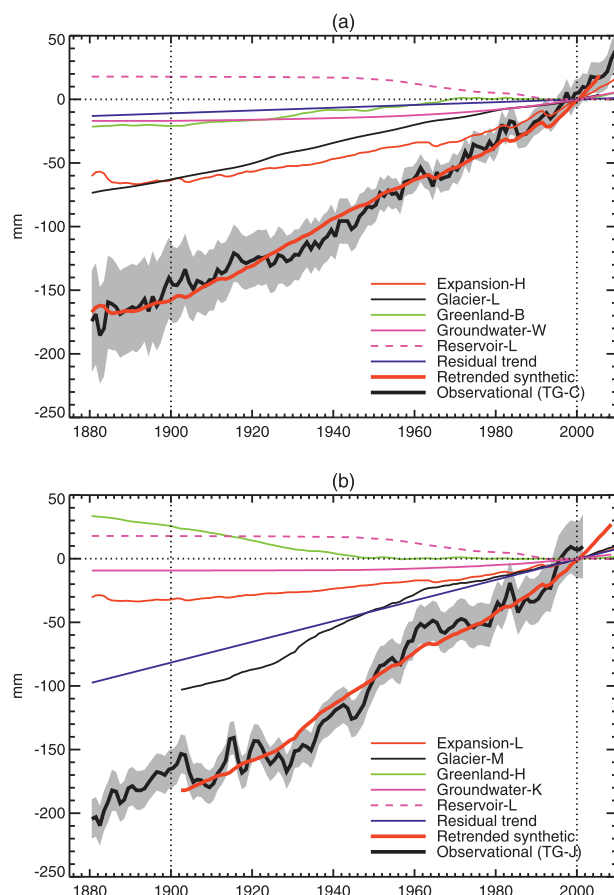 (a)
50
0
-50
-100
-150
-200
-250
mm
Expansion-H
Glacier-L
Greenland-B
Groundwater-W
Reservoir-L
Residual trend
Retrended synthetic
Observational (TG-C)
1880 1900 1920 1940 1960 1980 2000
(b)
50
0
-50
-100
-150
-200
-250
mm
Expansion-L
Glacier-M
Greenland-H
Groundwater-K
Reservoir-L
Residual trend
Retrended synthetic
Observational (TG-J)
1880 1900 1920 1940 1960 1980 2000